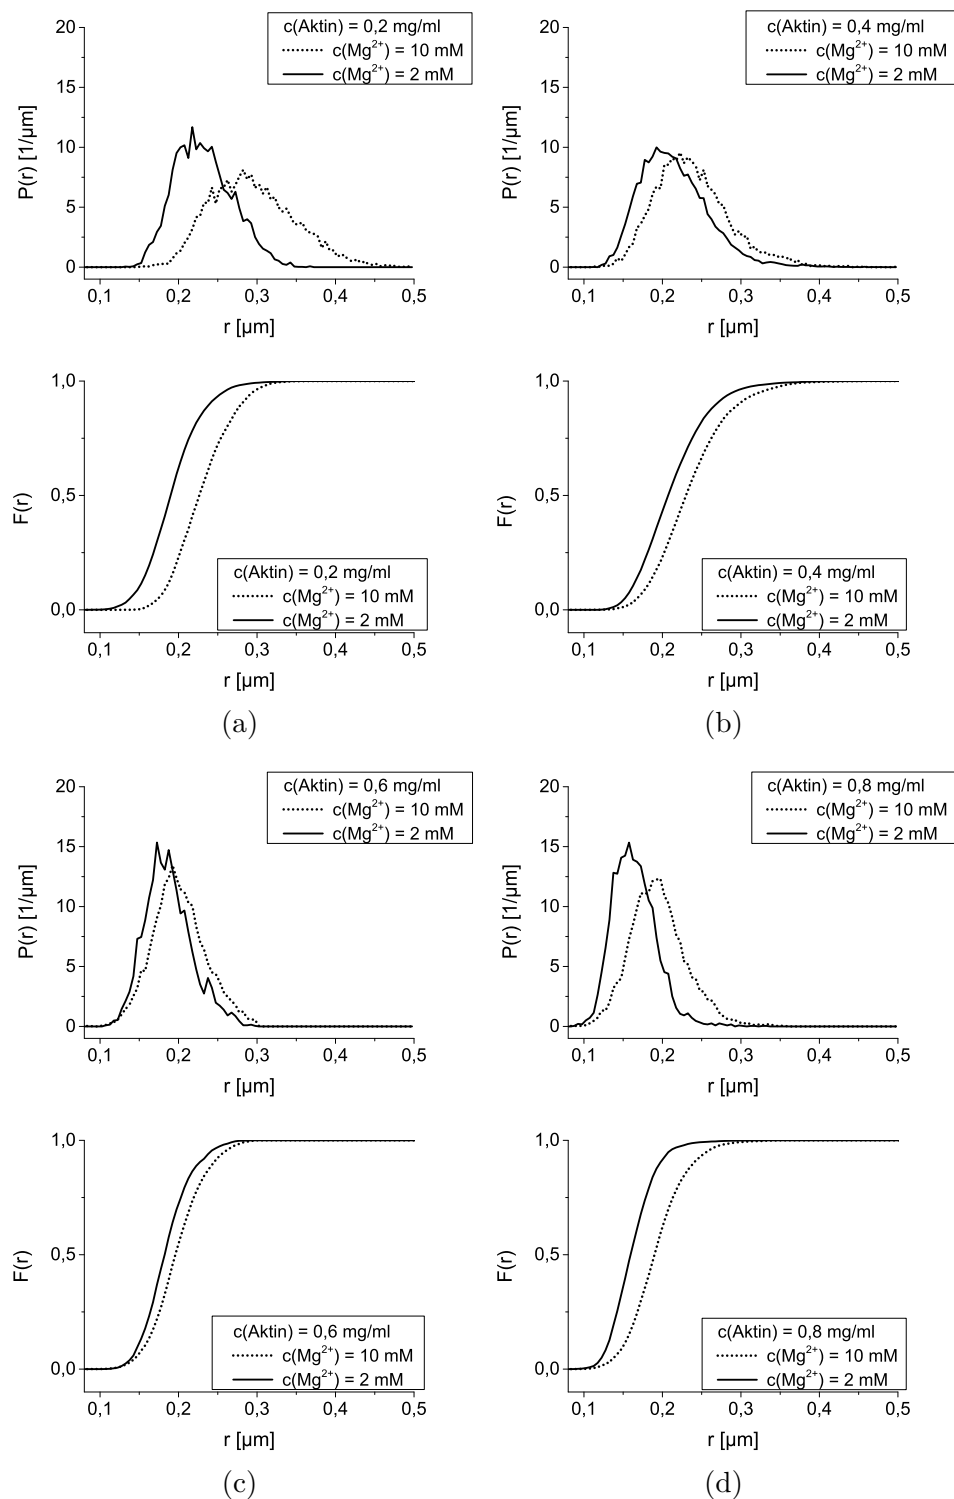 20
15
10
5
0
P(r) [1/µm]
c(Aktin) = 0,2 mg/ml
c(Mg²⁺) = 10 mM
c(Mg²⁺) = 2 mM
0,1 0,2 0,3 0,4 0,5
r [µm]
20
15
10
5
0
P(r) [1/µm]
c(Aktin) = 0,4 mg/ml
c(Mg²⁺) = 10 mM
c(Mg²⁺) = 2 mM
0,1 0,2 0,3 0,4 0,5
r [µm]
1,0
0,5
0,0
F(r)
c(Aktin) = 0,2 mg/ml
c(Mg²⁺) = 10 mM
c(Mg²⁺) = 2 mM
0,1 0,2 0,3 0,4 0,5
r [µm]
(a)
1,0
0,5
0,0
F(r)
c(Aktin) = 0,4 mg/ml
c(Mg²⁺) = 10 mM
c(Mg²⁺) = 2 mM
0,1 0,2 0,3 0,4 0,5
r [µm]
(b)
20
15
10
5
0
P(r) [1/µm]
c(Aktin) = 0,6 mg/ml
c(Mg²⁺) = 10 mM
c(Mg²⁺) = 2 mM
0,1 0,2 0,3 0,4 0,5
r [µm]
20
15
10
5
0
P(r) [1/µm]
c(Aktin) = 0,8 mg/ml
c(Mg²⁺) = 10 mM
c(Mg²⁺) = 2 mM
0,1 0,2 0,3 0,4 0,5
r [µm]
1,0
0,5
0,0
F(r)
c(Aktin) = 0,6 mg/ml
c(Mg²⁺) = 10 mM
c(Mg²⁺) = 2 mM
0,1 0,2 0,3 0,4 0,5
r [µm]
(c)
1,0
0,5
0,0
F(r)
c(Aktin) = 0,8 mg/ml
c(Mg²⁺) = 10 mM
c(Mg²⁺) = 2 mM
0,1 0,2 0,3 0,4 0,5
r [µm]
(d)